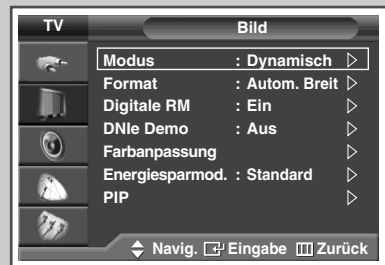 TV Bild
Modus : Dynamisch
Format : Autom. Breit
Digitale RM : Ein
DNIe Demo : Aus
Farbanpassung
Energiesparmod. : Standard
PIP
Navig. Eingabe Zurück